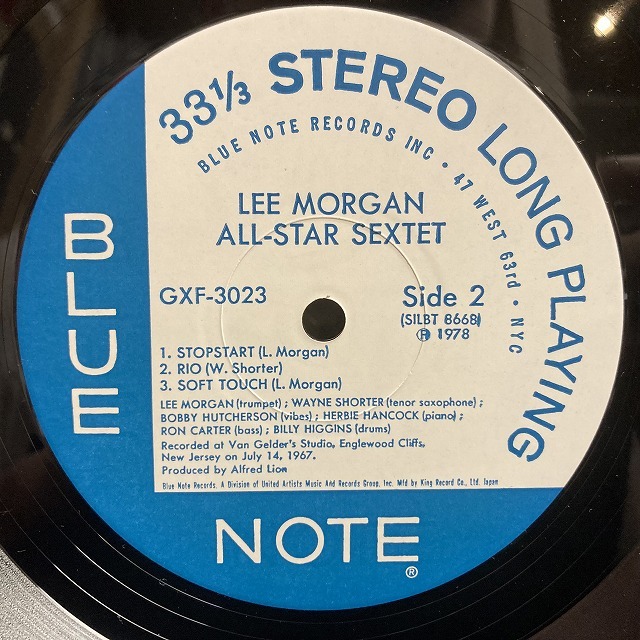 33 1/3 STEREO LONG PLAYING
BLUE NOTE RECORDS INC • 47 WEST 63rd • NYC
LEE MORGAN
ALL-STAR SEXTET
GXF-3023
Side 2
(SILBT 8668)
Ⓟ 1978
1. STOPSTART (L. Morgan)
2. RIO (W. Shorter)
3. SOFT TOUCH (L. Morgan)
LEE MORGAN (trumpet) ; WAYNE SHORTER (tenor saxophone) ;
BOBBY HUTCHERSON (vibes) ; HERBIE HANCOCK (piano) ;
RON CARTER (bass) ; BILLY HIGGINS (drums)
Recorded at Van Gelder's Studio, Englewood Cliffs,
New Jersey on July 14, 1967.
Produced by Alfred Lion
Blue Note Records. A Division of United Artists Music And Records Group, Inc. Mfd by King Record Co., Ltd. Japan
BLUE
NOTE®